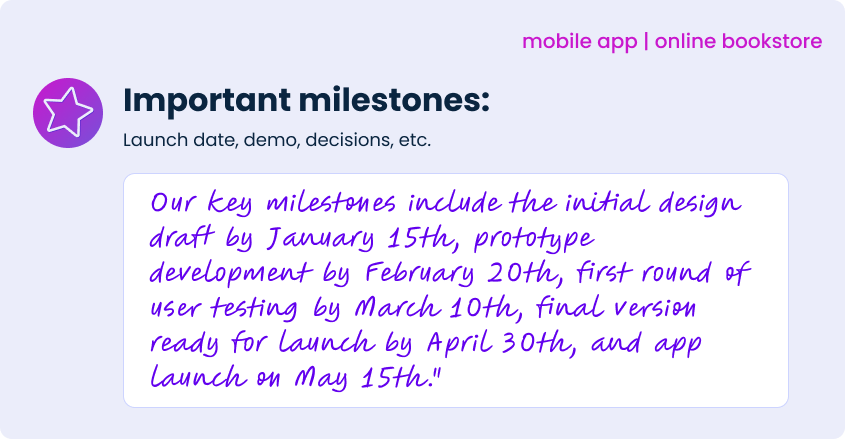 mobile app | online bookstore
Important milestones:
Launch date, demo, decisions, etc.
Our key milestones include the initial design
draft by January 15th, prototype
development by February 20th, first round of
user testing by March 10th, final version
ready for launch by April 30th, and app
launch on May 15th."